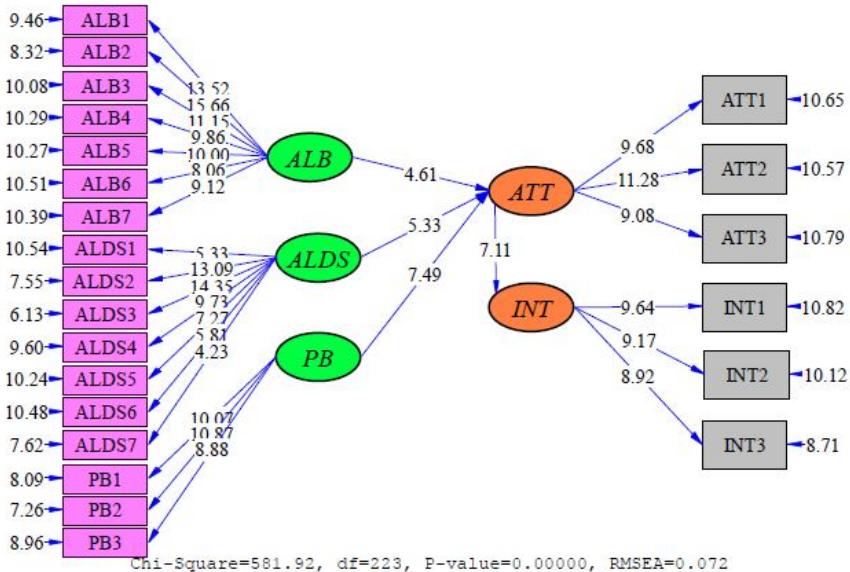 9.46 ALB1
8.32 ALB2
10.08 ALB3
10.29 ALB4
10.27 ALB5
10.51 ALB6
10.39 ALB7
10.54 ALDS1
7.55 ALDS2
6.13 ALDS3
9.60 ALDS4
10.24 ALDS5
10.48 ALDS6
7.62 ALDS7
8.09 PB1
7.26 PB2
8.96 PB3
13.52
15.66
11.15
9.86
10.00
8.06
9.12
5.33
13.09
14.35
9.73
7.27
5.81
4.23
10.07
10.87
8.88
ALB
ALDS
PB
4.61
5.33
7.49
ATT
7.11
INT
9.68
11.28
9.08
9.64
9.17
8.92
ATT1 10.65
ATT2 10.57
ATT3 10.79
INT1 10.82
INT2 10.12
INT3 8.71
Chi-Square=581.92, df=223, P-value=0.00000, RMSEA=0.072